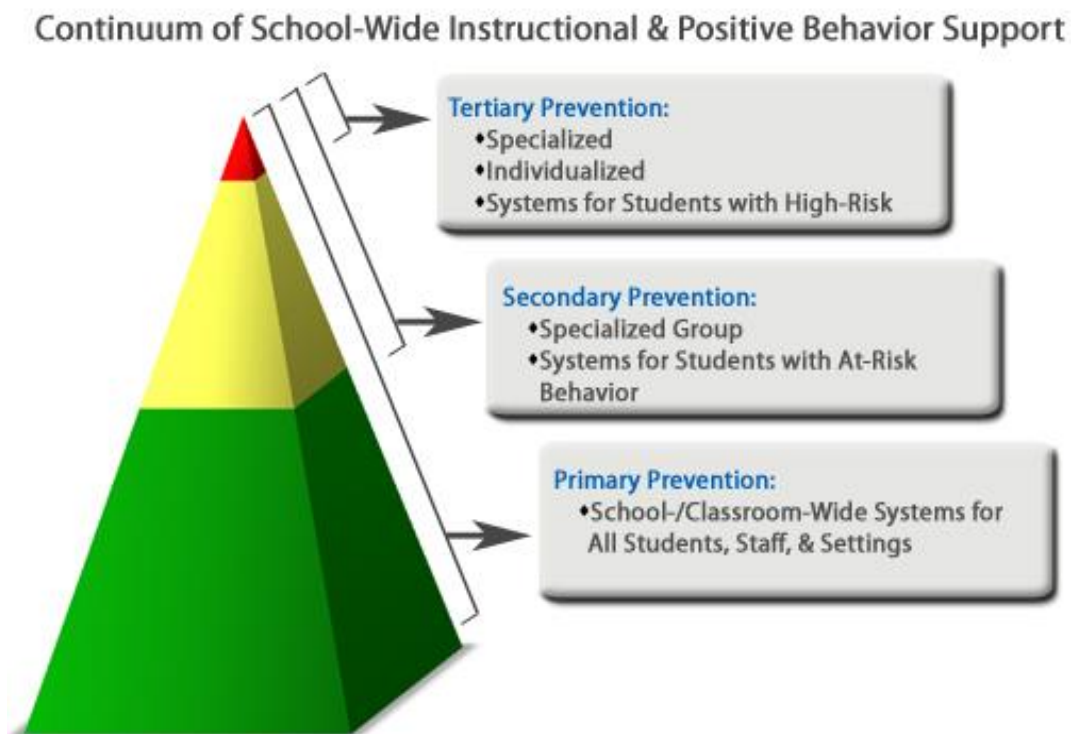 Continuum of School-Wide Instructional & Positive Behavior Support
Tertiary Prevention:
♦Specialized
♦Individualized
♦Systems for Students with High-Risk
Secondary Prevention:
♦Specialized Group
♦Systems for Students with At-Risk
Behavior
Primary Prevention:
♦School-/Classroom-Wide Systems for
All Students, Staff, & Settings